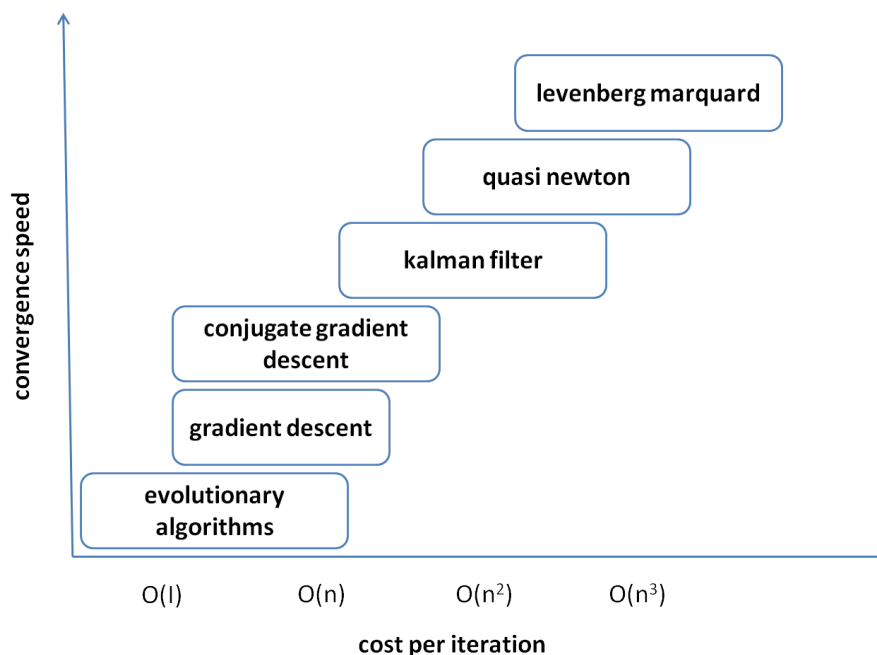 levenberg marquard
quasi newton
kalman filter
conjugate gradient
descent
gradient descent
evolutionary
algorithms
convergence speed
O(I)
O(n)
O(n²)
O(n³)
cost per iteration